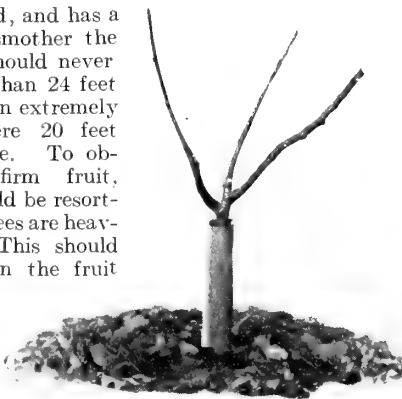 d, and has a
smother the
hould never
han 24 feet
n extremely
ere 20 feet
e. To ob-
firm fruit,
ld be resort-
ees are heav-
This should
n the fruit